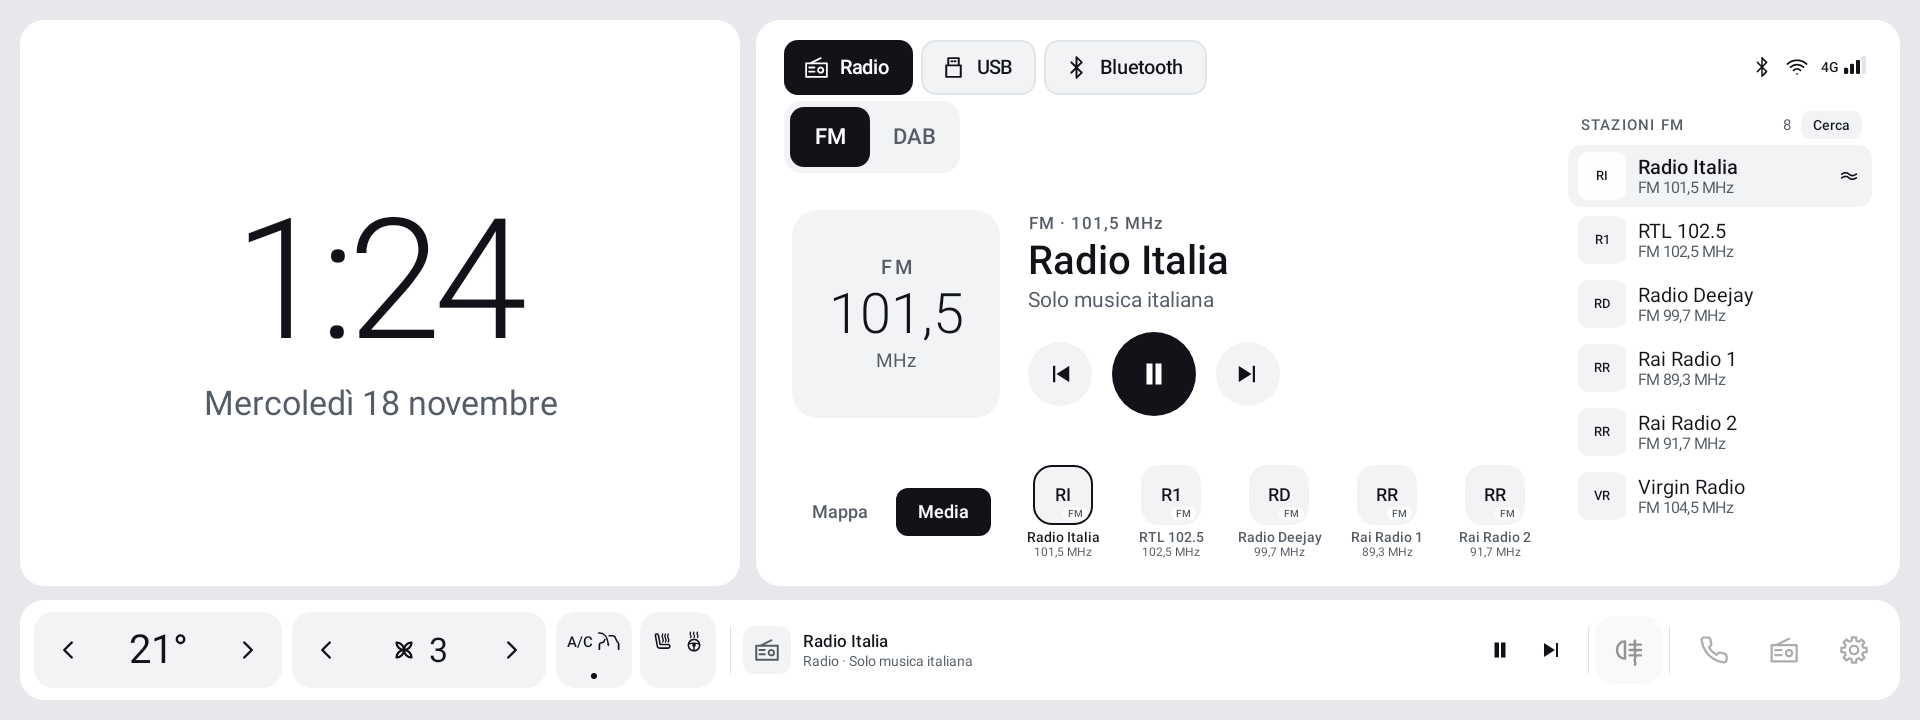 1:24
Mercoledì 18 novembre
Radio
USB
Bluetooth
4G
FM
DAB
FM
101,5
MHz
FM · 101,5 MHz
Radio Italia
Solo musica italiana
Mappa
Media
RI
FM
Radio Italia
101,5 MHz
R1
FM
RTL 102.5
102,5 MHz
RD
FM
Radio Deejay
99,7 MHz
RR
FM
Rai Radio 1
89,3 MHz
RR
FM
Rai Radio 2
91,7 MHz
STAZIONI FM
8
Cerca
RI
Radio Italia
FM 101,5 MHz
R1
RTL 102.5
FM 102,5 MHz
RD
Radio Deejay
FM 99,7 MHz
RR
Rai Radio 1
FM 89,3 MHz
RR
Rai Radio 2
FM 91,7 MHz
VR
Virgin Radio
FM 104,5 MHz
21°
3
A/C
Radio Italia
Radio · Solo musica italiana